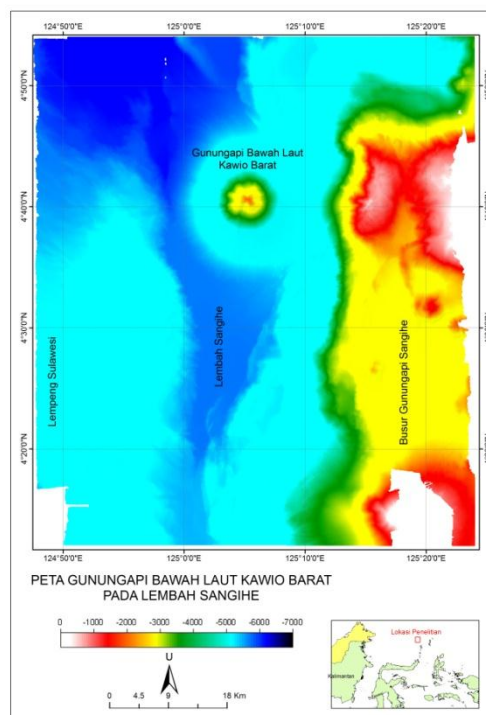 124°50'0"E 125°0'0"E 125°10'0"E 125°20'0"E
4°50'0"N
Gunungapi Bawah Laut
Kawio Barat
4°40'0"N
4°30'0"N
Lempeng Sulawesi
Lembah Sangihe
Busur Gunungapi Sangihe
4°20'0"N
124°50'0"E 125°0'0"E 125°10'0"E 125°20'0"E
PETA GUNUNGAPI BAWAH LAUT KAWIO BARAT
PADA LEMBAH SANGIHE
0 -1000 -2000 -3000 -4000 -5000 -6000 -7000
U
0 4.5 9 18 Km
Lokasi Penelitian
Kalimantan